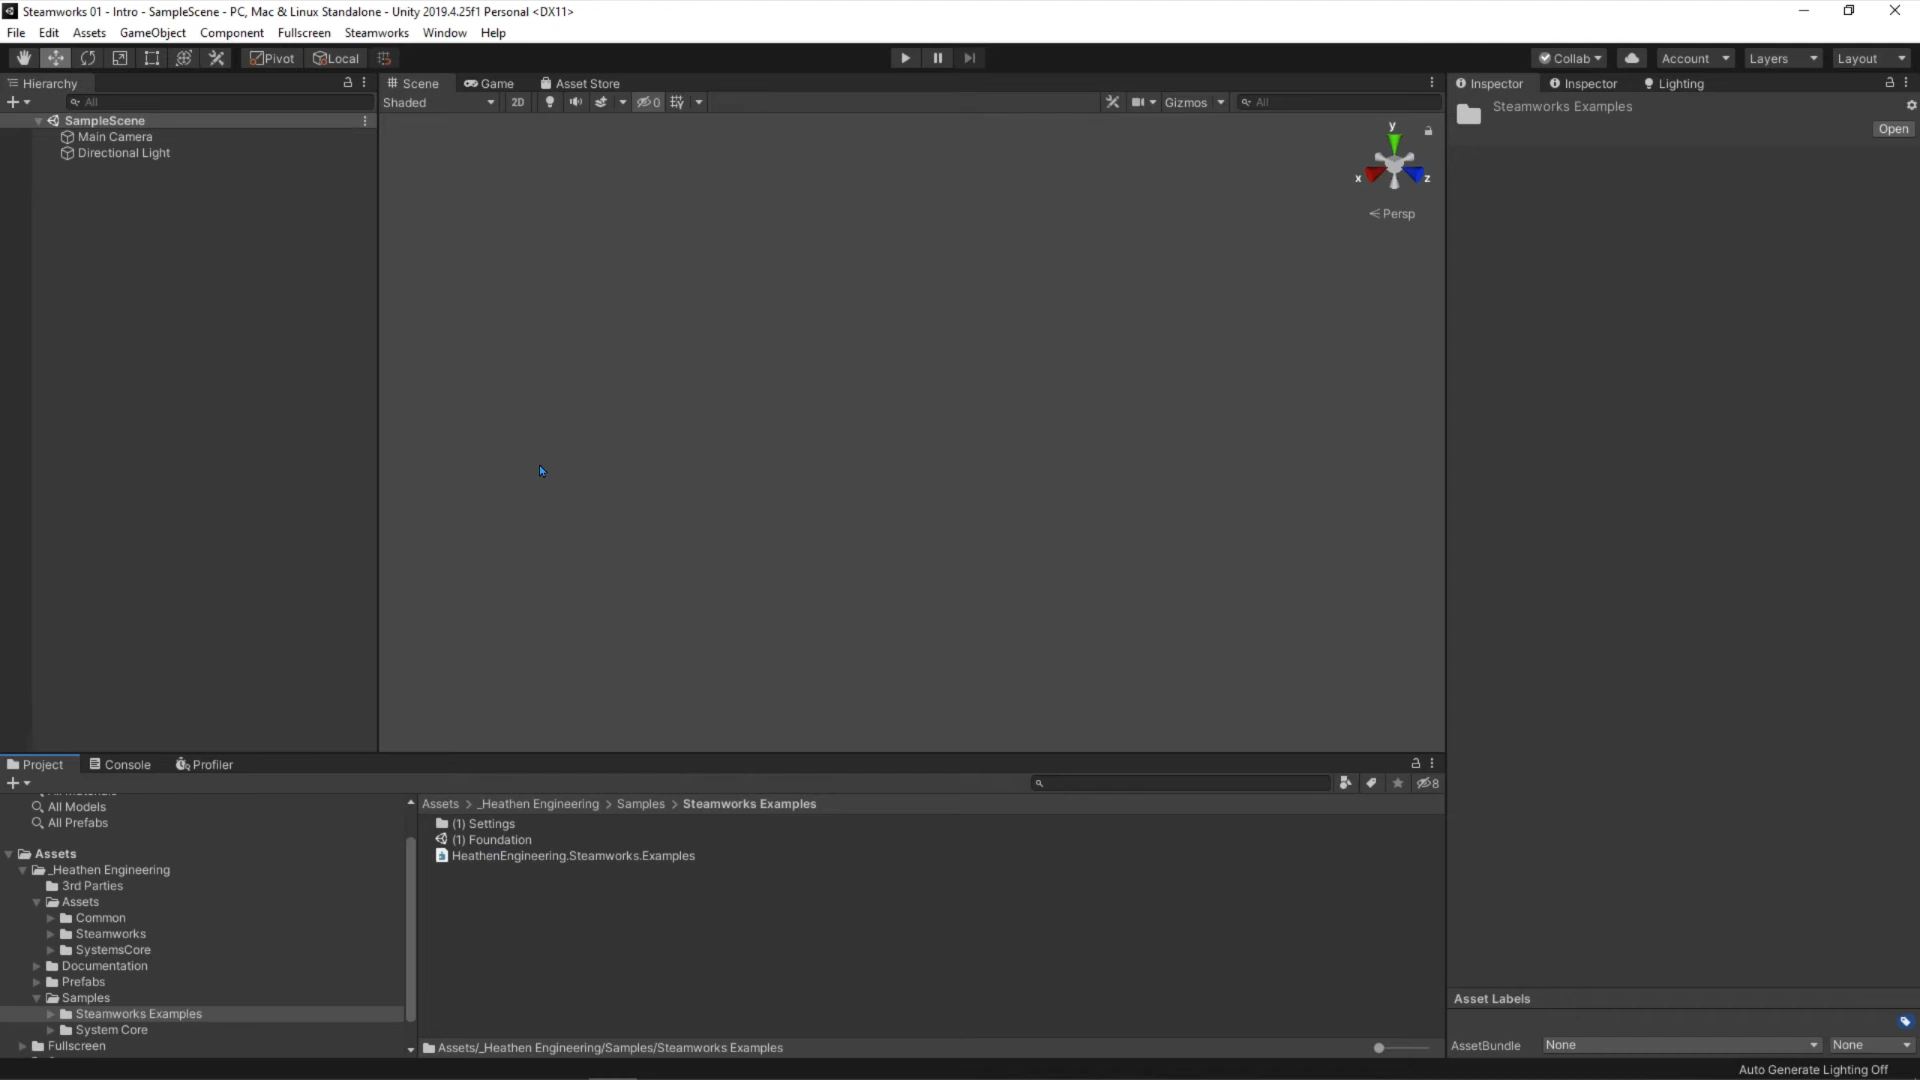 Steamworks 01 - Intro - SampleScene - PC, Mac & Linux Standalone - Unity 2019.4.25f1 Personal <DX11>
File Edit Assets GameObject Component Fullscreen Steamworks Window Help
Pivot Local Collab Account Layers Layout
Hierarchy
All
SampleScene
Main Camera
Directional Light
Scene Game Asset Store
Shaded 2D 0 Gizmos All
y
x z
Persp
Inspector Inspector Lighting
Steamworks Examples
Open
Project Console Profiler
8
All Models
All Prefabs
Assets
_Heathen Engineering
3rd Parties
Assets
Common
Steamworks
SystemsCore
Documentation
Prefabs
Samples
Steamworks Examples
System Core
Fullscreen
Assets > _Heathen Engineering > Samples > Steamworks Examples
(1) Settings
(1) Foundation
HeathenEngineering.Steamworks.Examples
Assets/_Heathen Engineering/Samples/Steamworks Examples
Asset Labels
AssetBundle None None
Auto Generate Lighting Off